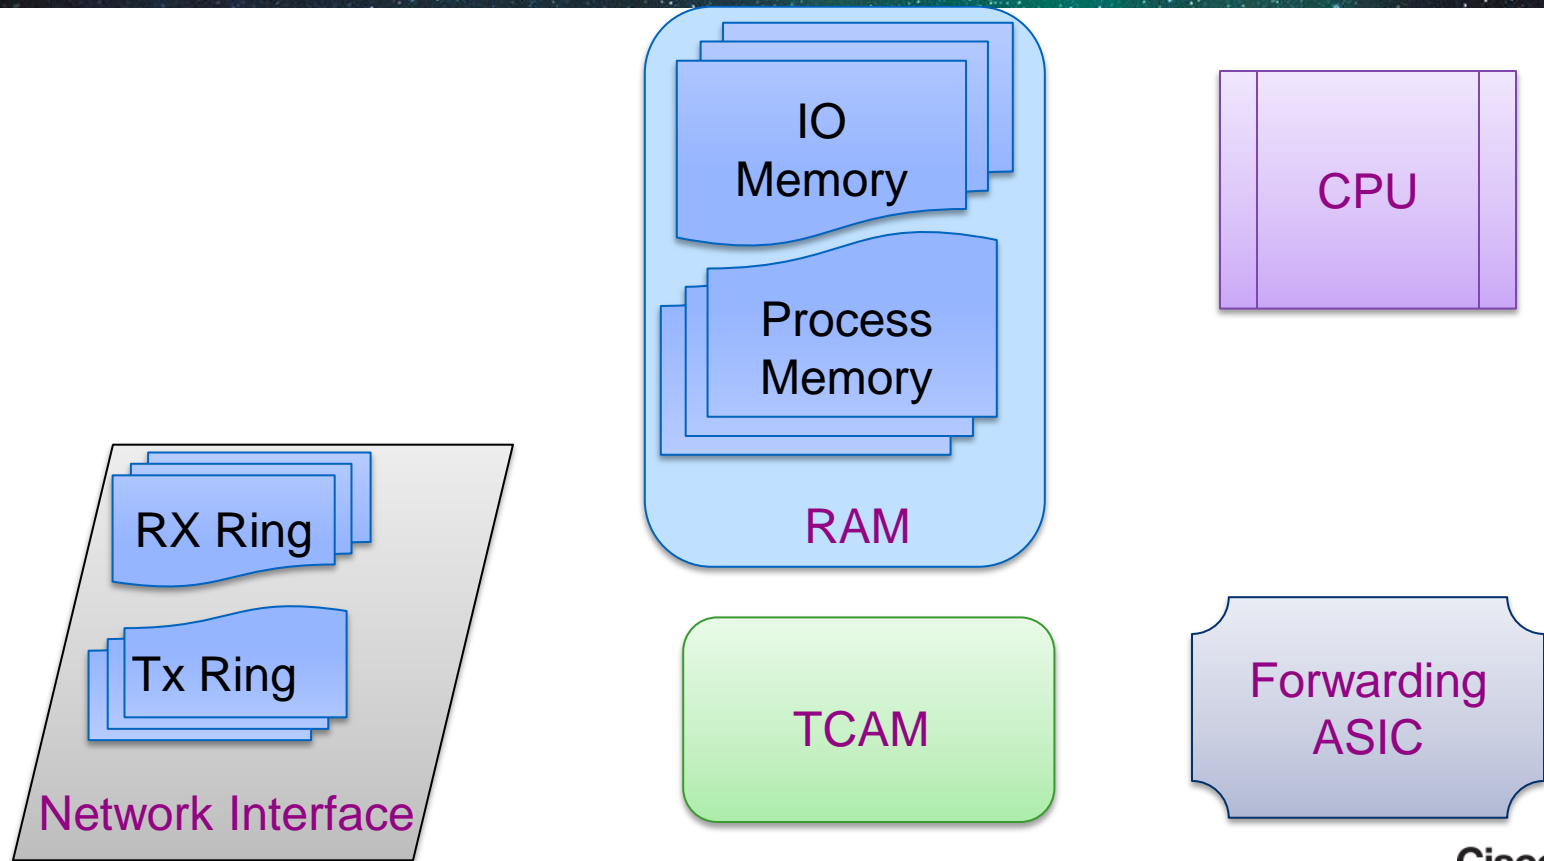 IO
Memory
CPU
Process
Memory
RAM
RX Ring
Tx Ring
Network Interface
TCAM
Forwarding
ASIC